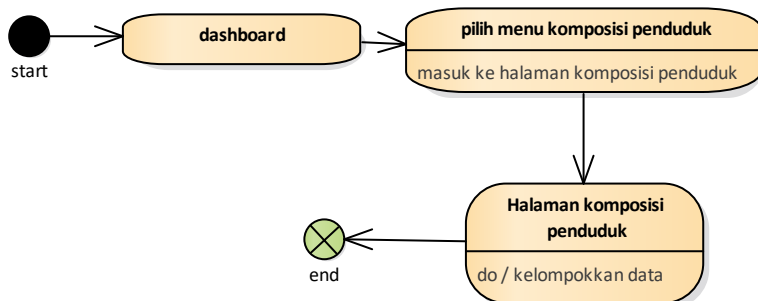 dashboard
pilih menu komposisi penduduk
masuk ke halaman komposisi penduduk
start
Halaman komposisi
penduduk
do / kelompokkan data
end